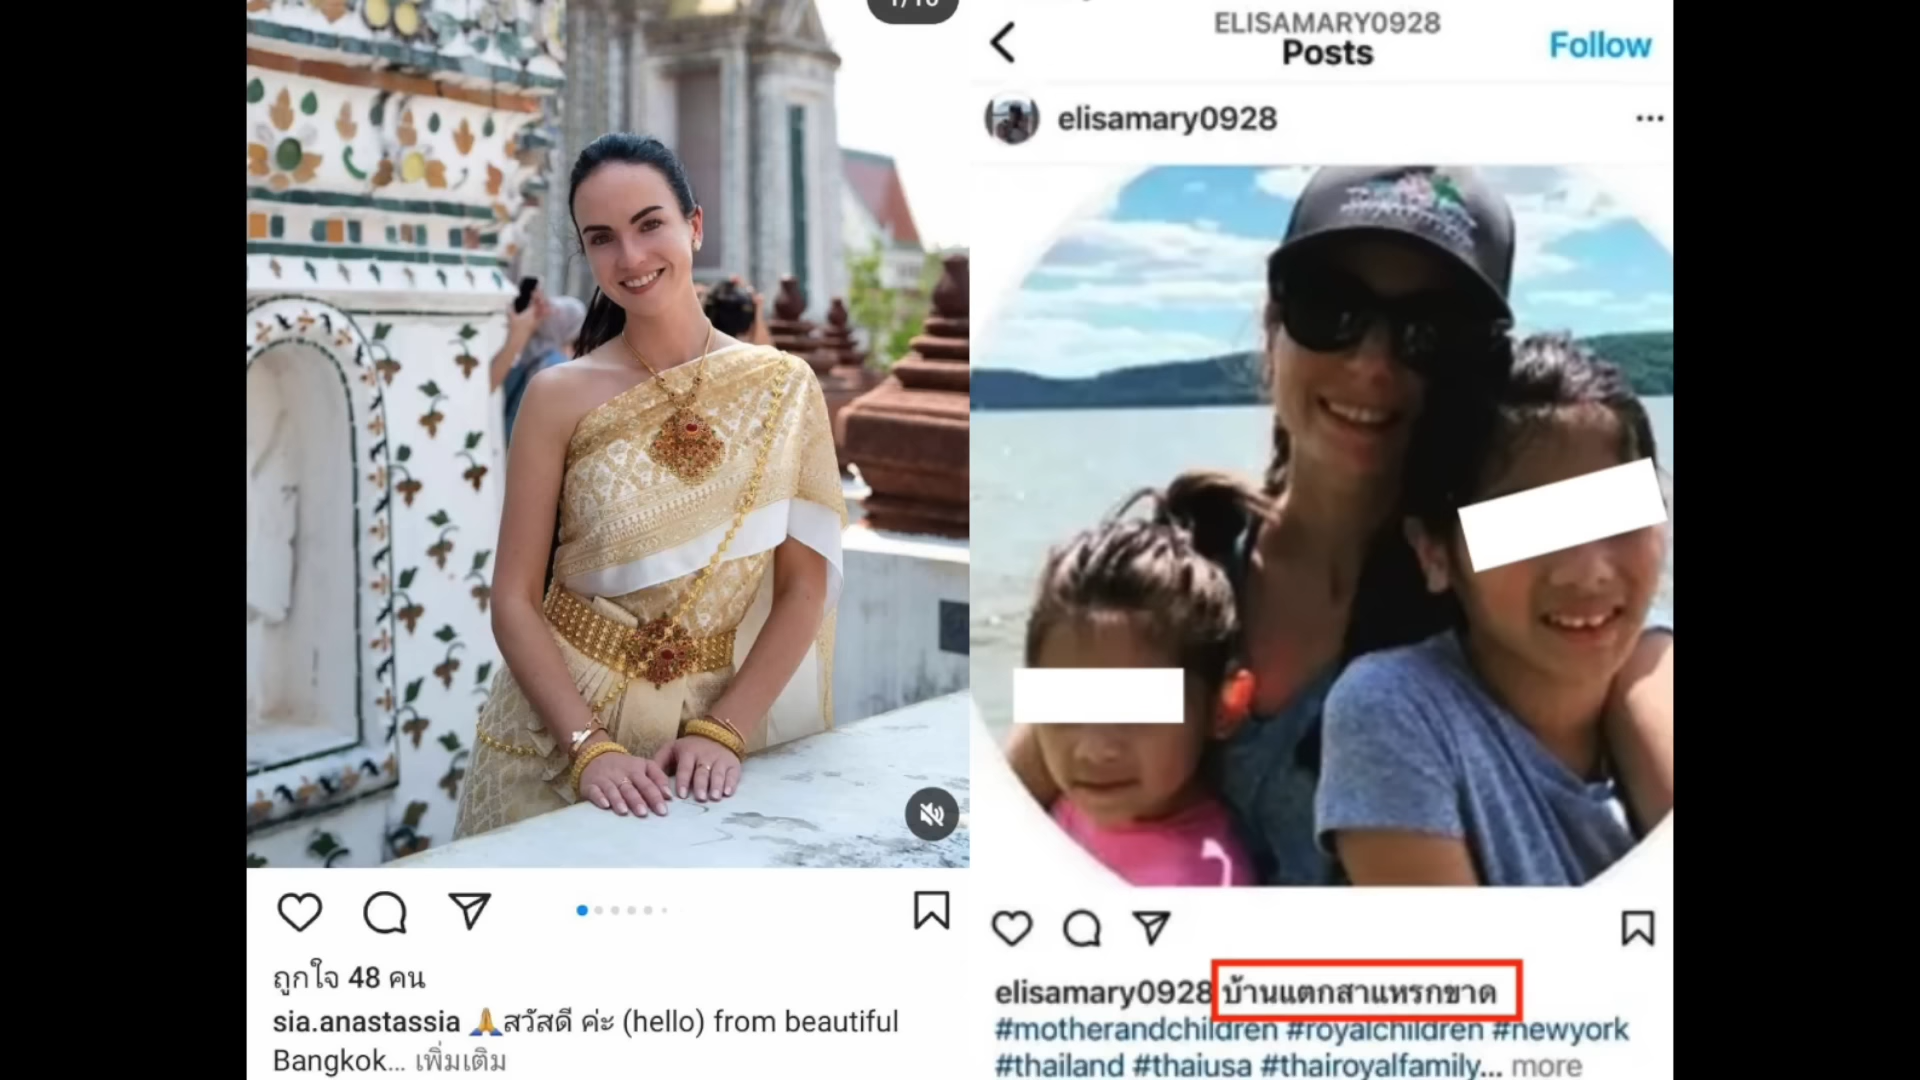 ถูกใจ 48 คน
sia.anastassia 🙏สวัสดี ค่ะ (hello) from beautiful
Bangkok... เพิ่มเติม
ELISAMARY0928
Posts
Follow
elisamary0928
elisamary0928 บ้านแตกสาแหรกขาด
#motherandchildren #royalchildren #newyork
#thailand #thaiusa #thairoyalfamily... more